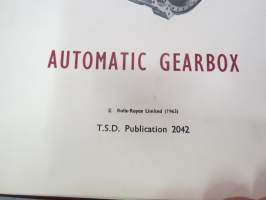 AUTOMATIC GEARBOX
© Rolls-Royce Limited (1963)
T.S.D. Publication 2042